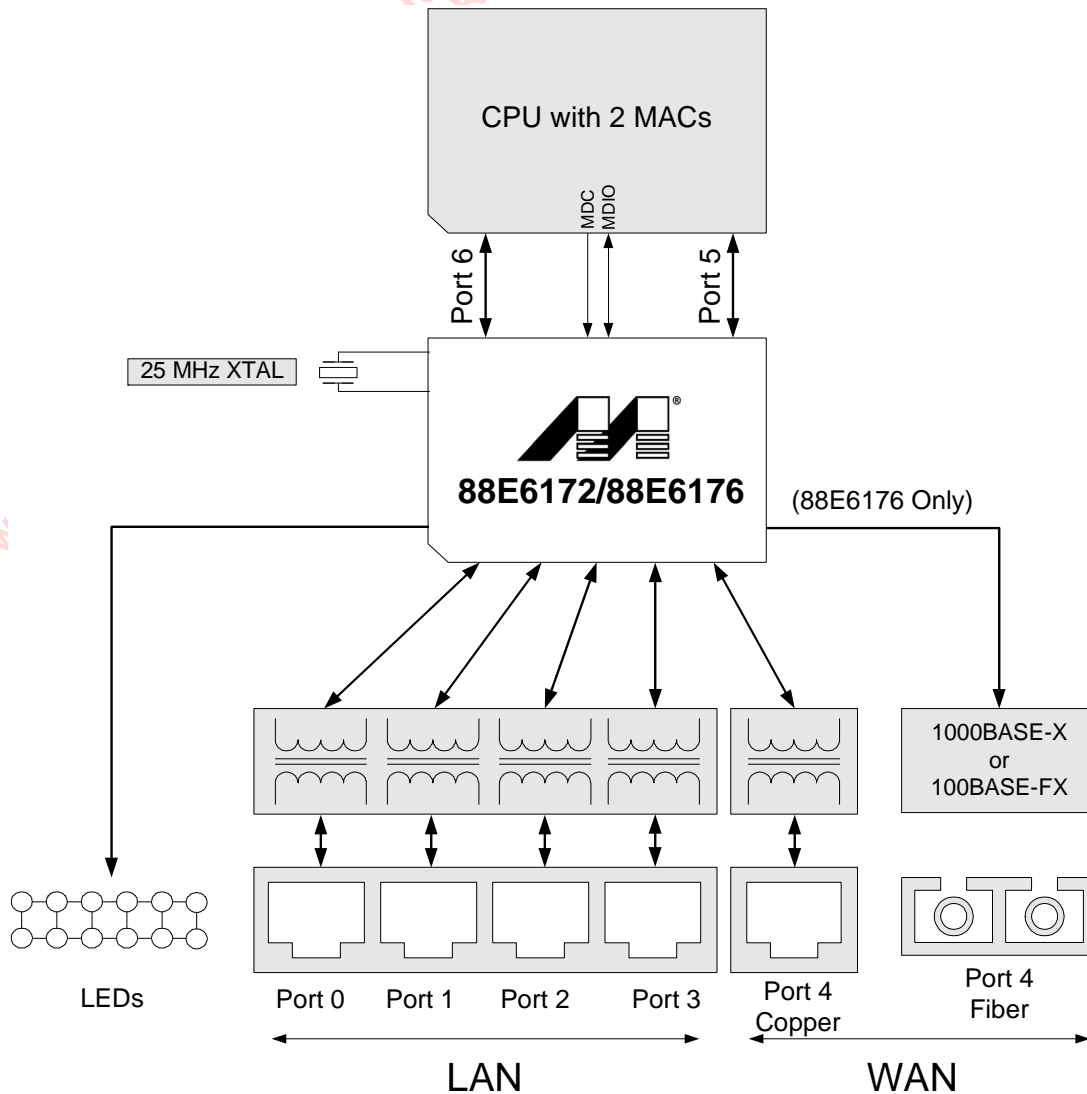 CPU with 2 MACs
MDC
MDIO
Port 6
Port 5
25 MHz XTAL
®
88E6172/88E6176
(88E6176 Only)
1000BASE-X
or
100BASE-FX
LEDs
Port 0
Port 1
Port 2
Port 3
Port 4
Copper
Port 4
Fiber
LAN
WAN